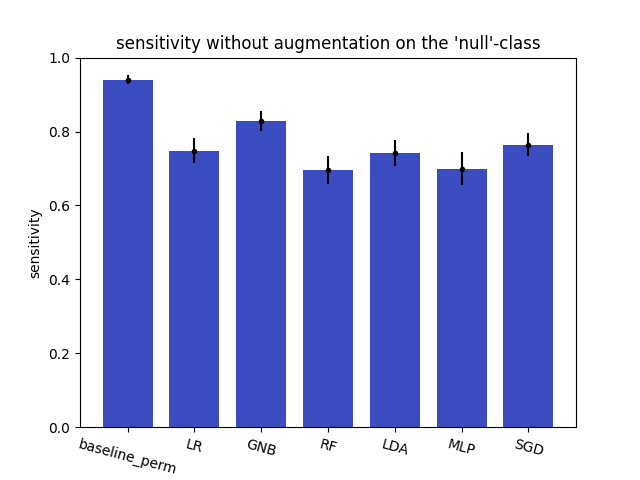 sensitivity without augmentation on the 'null'-class
sensitivity
1.0
0.8
0.6
0.4
0.2
0.0
baseline_perm
LR
GNB
RF
LDA
MLP
SGD